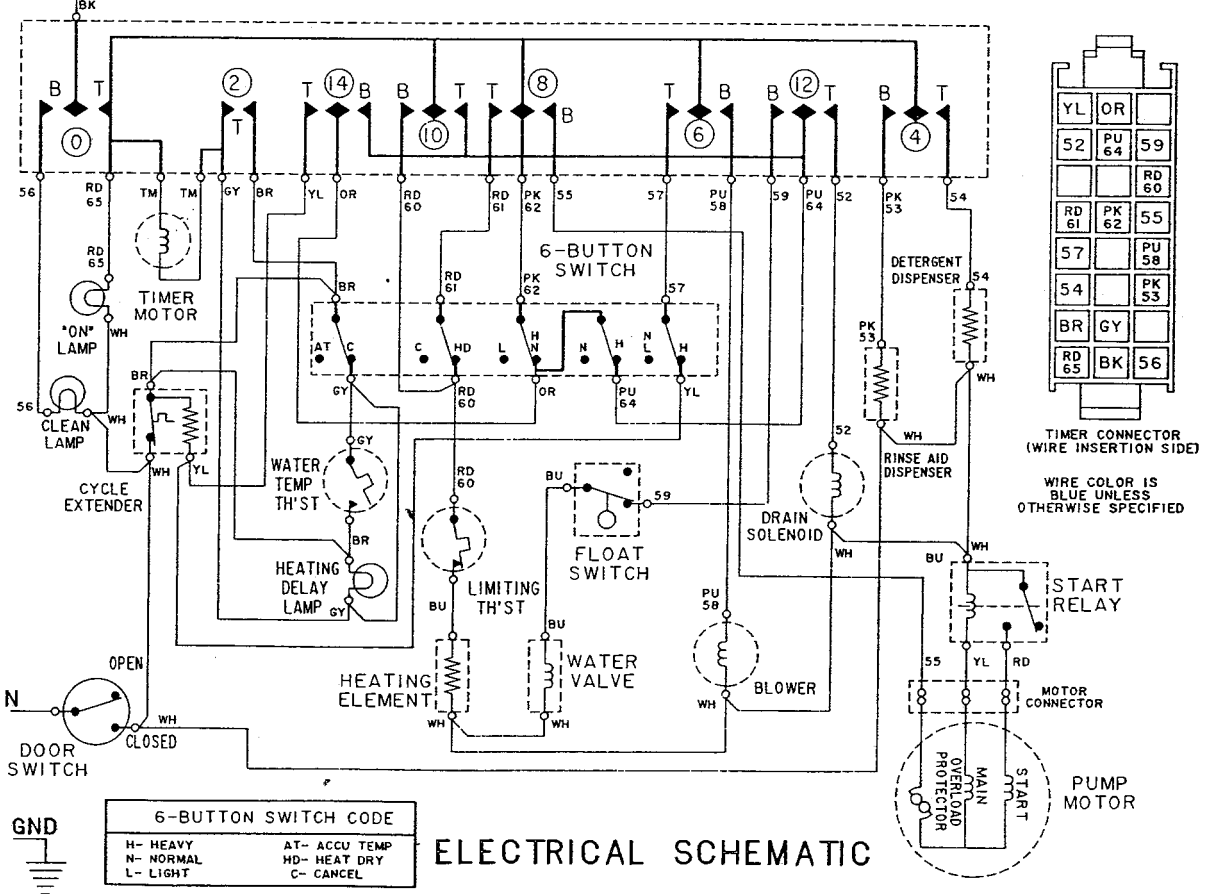 BK
B T
2
T
T 14 B
B T
10
T 8 B
T B
6
B 12 T
B T
4
0
56
RD 65
TM
TM
GY
BR
YL
OR
RD 60
RD 61
PK 62
55
57
PU 58
59
PU 64
52
PK 53
54
YL OR
52 PU 64 59
RD 60
RD 61 PK 62 55
57 PU 58
54 PK 53
BR GY
RD 65 BK 56
TIMER CONNECTOR
(WIRE INSERTION SIDE)
WIRE COLOR IS
BLUE UNLESS
OTHERWISE SPECIFIED
RD 65
TIMER
MOTOR
"ON"
LAMP
WH
6-BUTTON
SWITCH
BR
RD 61
PK 62
57
AT C
C HD
L H N
N H
N L H
GY
RD 60
OR
PU 64
YL
DETERGENT
DISPENSER
54
PK 53
WH
WH
RINSE AID
DISPENSER
56
CLEAN
LAMP
WH
BR
WH
YL
CYCLE
EXTENDER
GY
WATER
TEMP
TH'ST
BR
HEATING
DELAY
LAMP
GY
RD 60
LIMITING
TH'ST
BU
BU
59
FLOAT
SWITCH
52
DRAIN
SOLENOID
WH
WH
BU
START
RELAY
PU 58
BLOWER
WH
BU
WATER
VALVE
WH
HEATING
ELEMENT
WH
55
YL
RD
MOTOR
CONNECTOR
OVERLOAD
PROTECTOR
MAIN
START
PUMP
MOTOR
OPEN
N
WH
CLOSED
DOOR
SWITCH
GND
6-BUTTON SWITCH CODE
H- HEAVY AT- ACCU TEMP
N- NORMAL HD- HEAT DRY
L- LIGHT C- CANCEL
ELECTRICAL SCHEMATIC